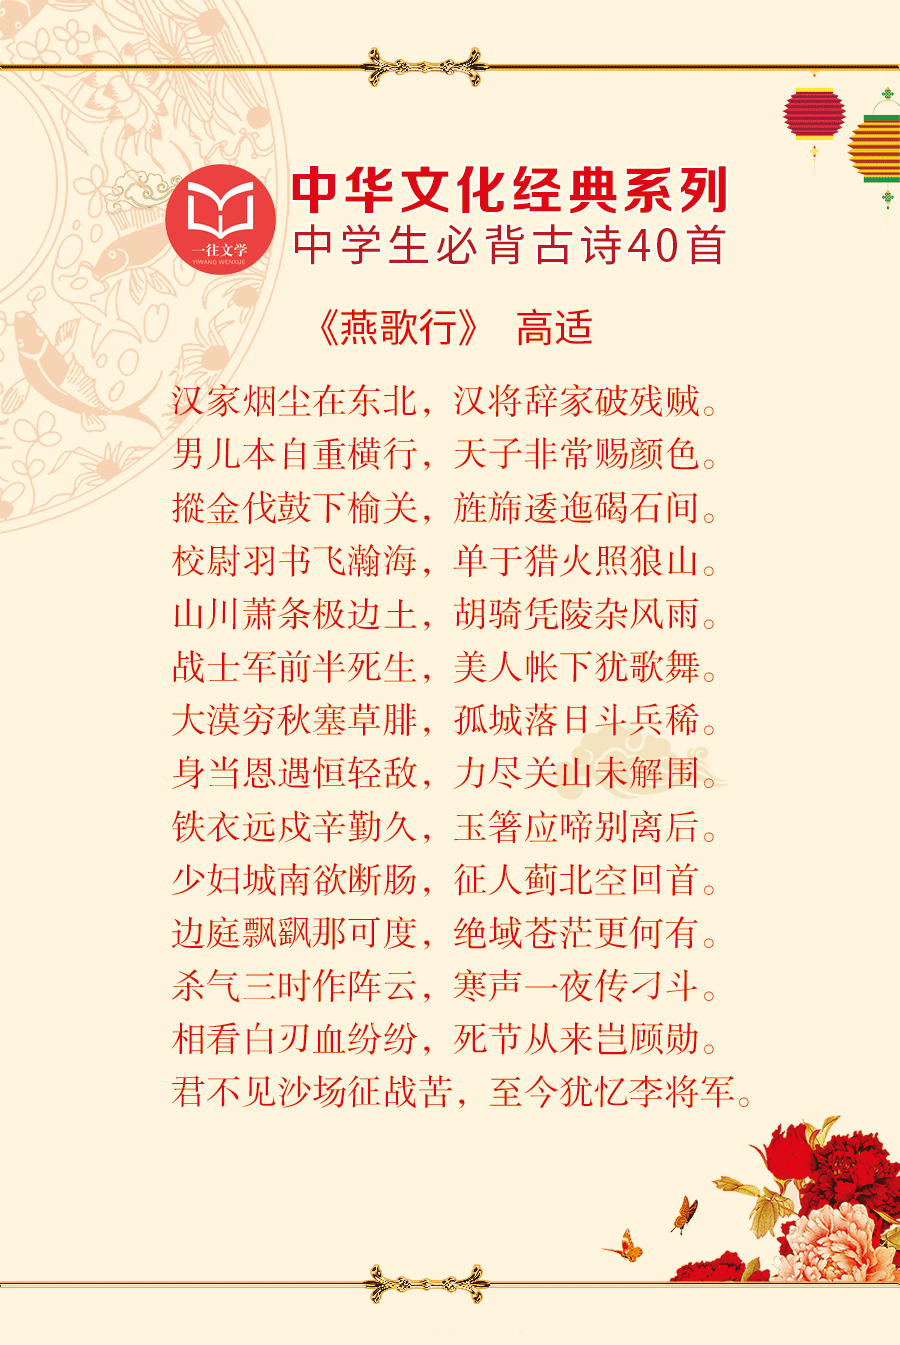 中华文化经典系列
中学生必背古诗40首
一往文学
YIWANG WENXUE
《燕歌行》 高适
汉家烟尘在东北，汉将辞家破残贼。
男儿本自重横行，天子非常赐颜色。
摐金伐鼓下榆关，旌旆逶迤碣石间。
校尉羽书飞瀚海，单于猎火照狼山。
山川萧条极边土，胡骑凭陵杂风雨。
战士军前半死生，美人帐下犹歌舞。
大漠穷秋塞草腓，孤城落日斗兵稀。
身当恩遇恒轻敌，力尽关山未解围。
铁衣远戍辛勤久，玉箸应啼别离后。
少妇城南欲断肠，征人蓟北空回首。
边庭飘飖那可度，绝域苍茫更何有。
杀气三时作阵云，寒声一夜传刁斗。
相看白刃血纷纷，死节从来岂顾勋。
君不见沙场征战苦，至今犹忆李将军。